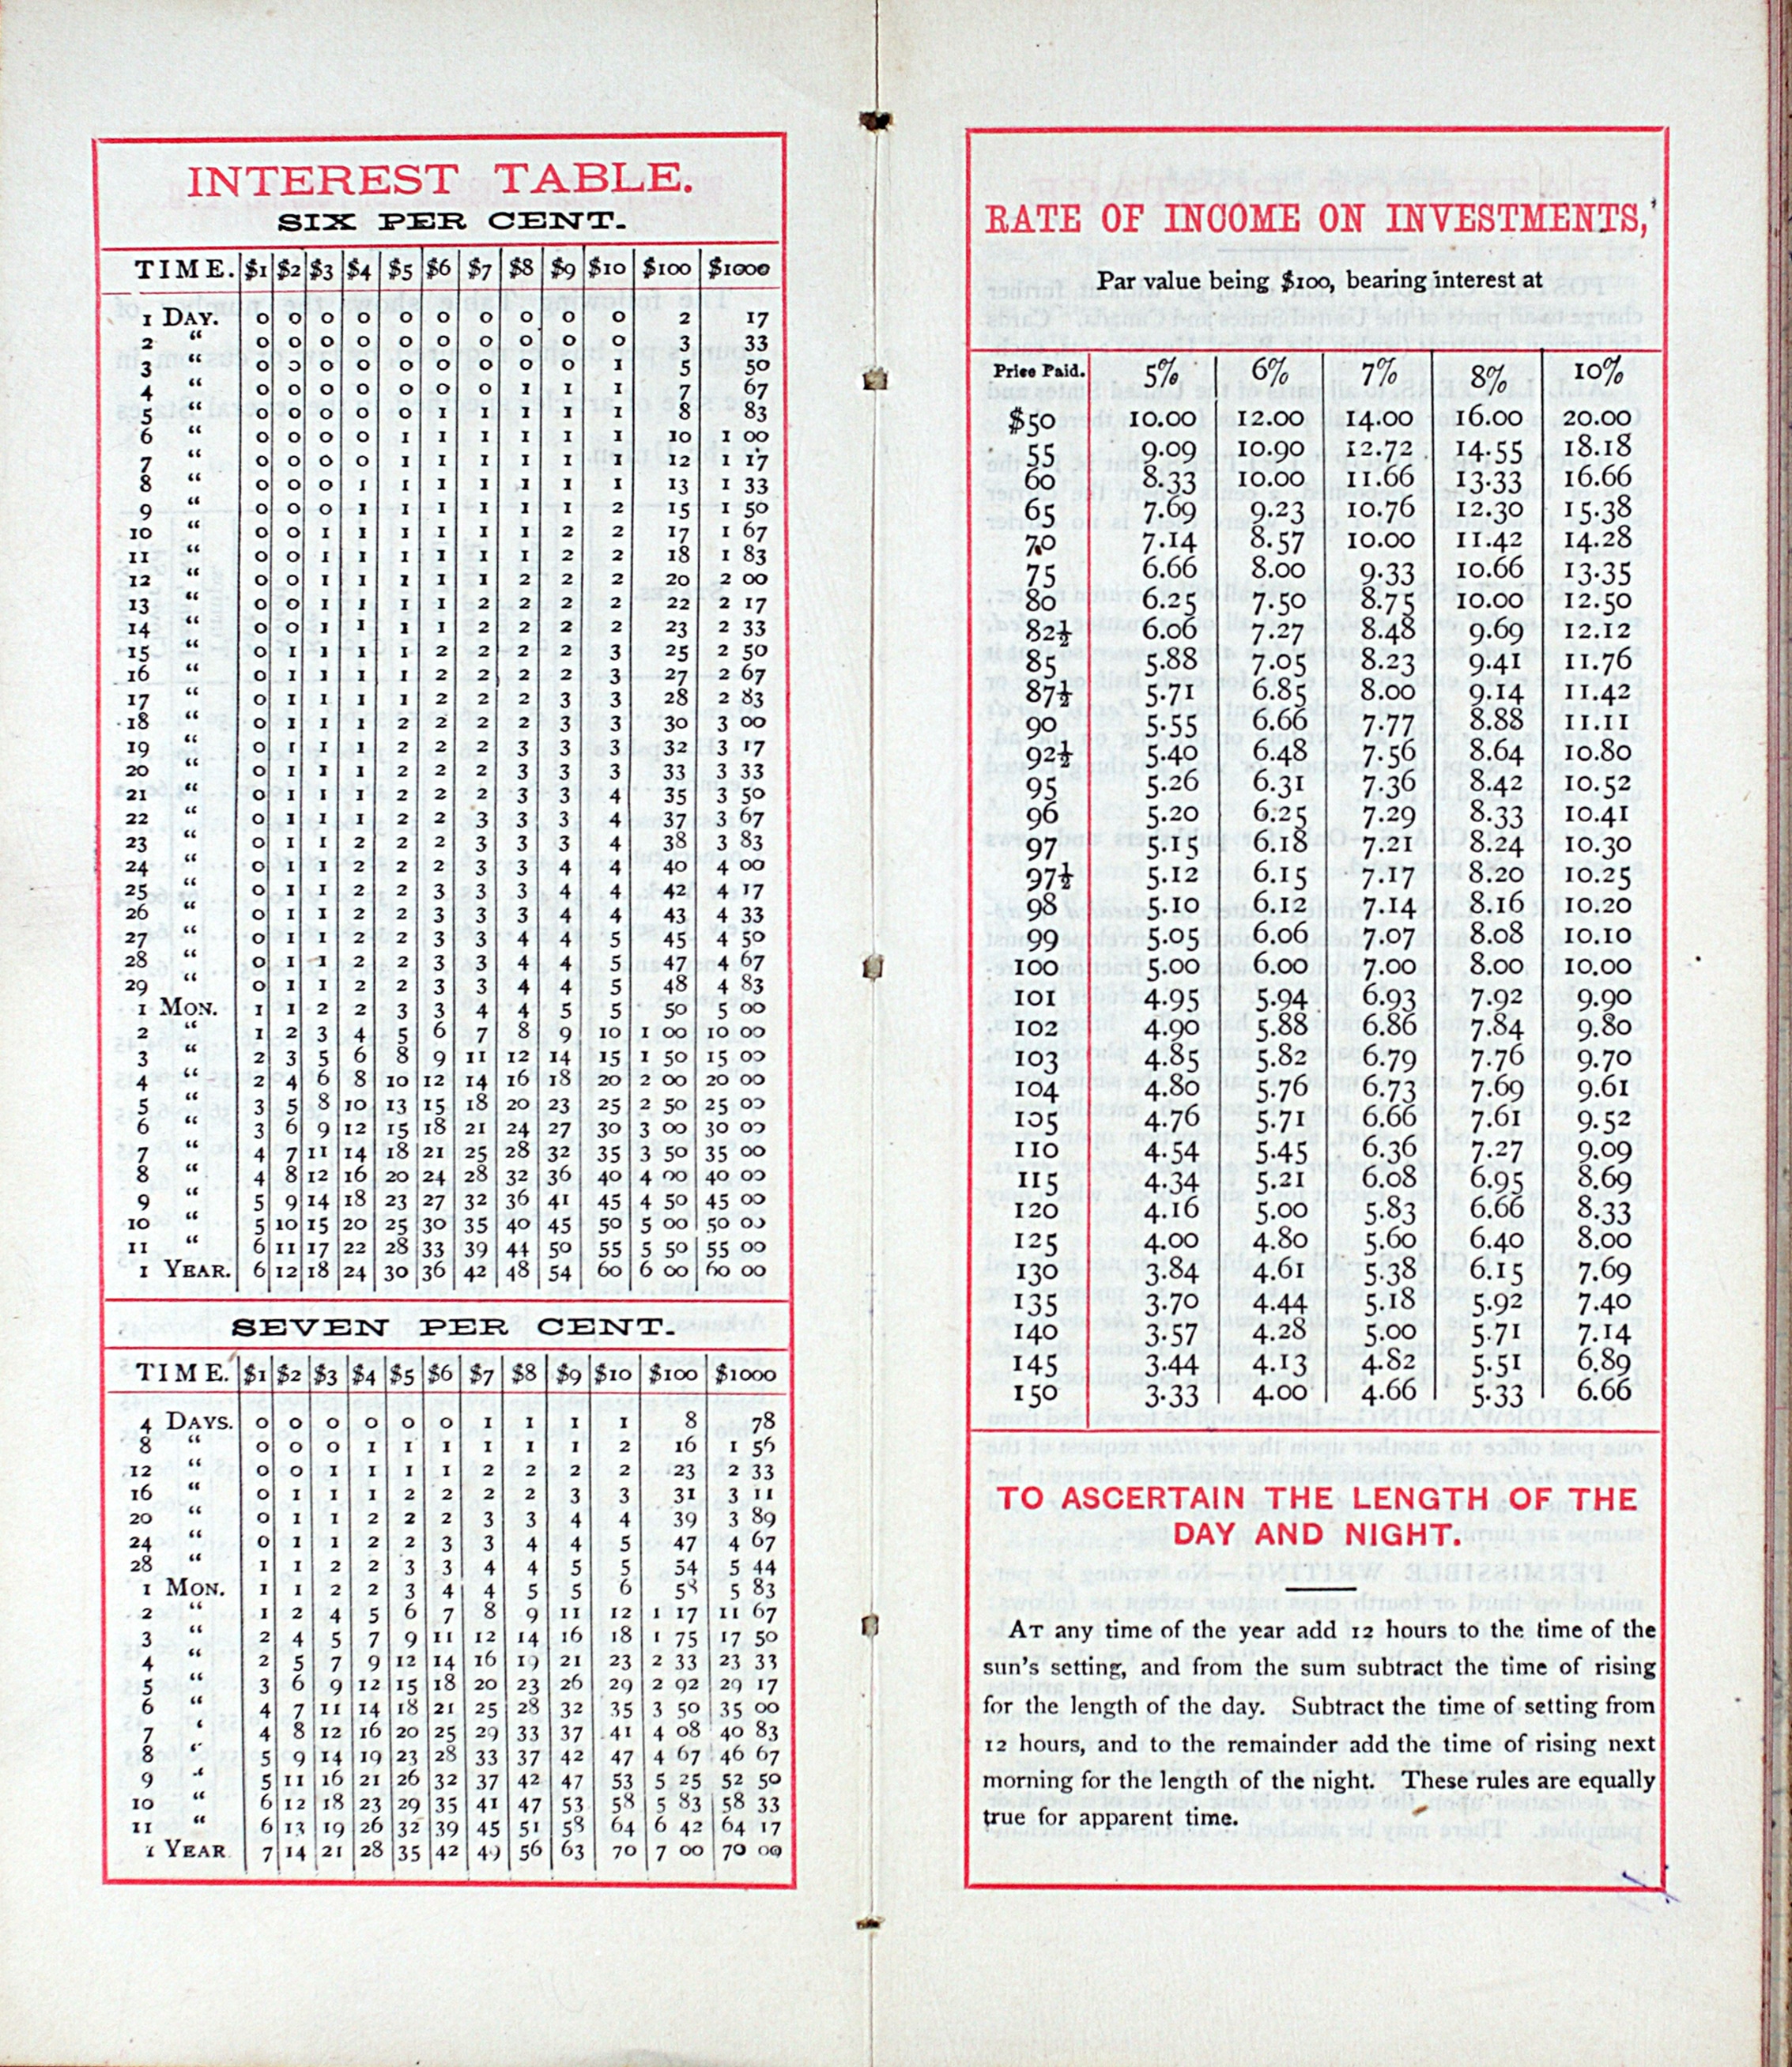 INTEREST TABLE.
SIX PER CENT.
TIME. $1 $2 $3 $4 $5 $6 $7 $8 $9 $10 $100 $1000
1 DAY. 0 0 0 0 0 0 0 0 0 0 2 17
2 “ 0 0 0 0 0 0 0 0 0 0 3 33
3 “ 0 0 0 0 0 0 0 0 0 1 5 50
4 “ 0 0 0 0 0 0 0 1 1 1 7 67
5 “ 0 0 0 0 0 1 1 1 1 1 8 83
6 “ 0 0 0 0 1 1 1 1 1 1 10 1 00
7 “ 0 0 0 0 1 1 1 1 1 1 12 1 17
8 “ 0 0 0 1 1 1 1 1 1 1 13 1 33
9 “ 0 0 0 1 1 1 1 1 1 2 15 1 50
10 “ 0 0 1 1 1 1 1 1 2 2 17 1 67
11 “ 0 0 1 1 1 1 1 1 2 2 18 1 83
12 “ 0 0 1 1 1 1 1 2 2 2 20 2 00
13 “ 0 0 1 1 1 1 2 2 2 2 22 2 17
14 “ 0 0 1 1 1 1 2 2 2 2 23 2 33
15 “ 0 1 1 1 1 2 2 2 2 3 25 2 50
16 “ 0 1 1 1 1 2 2 2 2 3 27 2 67
17 “ 0 1 1 1 1 2 2 2 3 3 28 2 83
18 “ 0 1 1 1 2 2 2 2 3 3 30 3 00
19 “ 0 1 1 1 2 2 2 3 3 3 32 3 17
20 “ 0 1 1 1 2 2 2 3 3 3 33 3 33
21 “ 0 1 1 1 2 2 2 3 3 4 35 3 50
22 “ 0 1 1 1 2 2 3 3 3 4 37 3 67
23 “ 0 1 1 2 2 2 3 3 3 4 38 3 83
24 “ 0 1 1 2 2 2 3 3 4 4 40 4 00
25 “ 0 1 1 2 2 3 3 3 4 4 42 4 17
26 “ 0 1 1 2 2 3 3 3 4 4 43 4 33
27 “ 0 1 1 2 2 3 3 4 4 5 45 4 50
28 “ 0 1 1 2 2 3 3 4 4 5 47 4 67
29 “ 0 1 1 2 2 3 3 4 4 5 48 4 83
1 MON. 1 1 2 2 3 3 4 4 5 5 50 5 00
2 “ 1 2 3 4 5 6 7 8 9 10 1 00 10 00
3 “ 2 3 5 6 8 9 11 12 14 15 1 50 15 00
4 “ 2 4 6 8 10 12 14 16 18 20 2 00 20 00
5 “ 3 5 8 10 13 15 18 20 23 25 2 50 25 00
6 “ 3 6 9 12 15 18 21 24 27 30 3 00 30 00
7 “ 4 7 11 14 18 21 25 28 32 35 3 50 35 00
8 “ 4 8 12 16 20 24 28 32 36 40 4 00 40 00
9 “ 5 9 14 18 23 27 32 36 41 45 4 50 45 00
10 “ 5 10 15 20 25 30 35 40 45 50 5 00 50 00
11 “ 6 11 17 22 28 33 39 44 50 55 5 50 55 00
1 YEAR. 6 12 18 24 30 36 42 48 54 60 6 00 60 00
SEVEN PER CENT.
TIME. $1 $2 $3 $4 $5 $6 $7 $8 $9 $10 $100 $1000
4 DAYS. 0 0 0 0 0 0 1 1 1 1 8 78
8 “ 0 0 0 1 1 1 1 1 1 2 16 1 56
12 “ 0 0 1 1 1 1 2 2 2 2 23 2 33
16 “ 0 1 1 1 2 2 2 2 3 3 31 3 11
20 “ 0 1 1 2 2 2 3 3 4 4 39 3 89
24 “ 0 1 1 2 2 3 3 4 4 5 47 4 67
28 “ 1 1 2 2 3 3 4 4 5 5 54 5 44
1 MON. 1 1 2 2 3 4 4 5 5 6 58 5 83
2 “ 1 2 4 5 6 7 8 9 11 12 1 17 11 67
3 “ 2 4 5 7 9 11 12 14 16 18 1 75 17 50
4 “ 2 5 7 9 12 14 16 19 21 23 2 33 23 33
5 “ 3 6 9 12 15 18 20 23 26 29 2 92 29 17
6 “ 4 7 11 14 18 21 25 28 32 35 3 50 35 00
7 “ 4 8 12 16 20 25 29 33 37 41 4 08 40 83
8 “ 5 9 14 19 23 28 33 37 42 47 4 67 46 67
9 “ 5 11 16 21 26 32 37 42 47 53 5 25 52 50
10 “ 6 12 18 23 29 35 41 47 53 58 5 83 58 33
11 “ 6 13 19 26 32 39 45 51 58 64 6 42 64 17
1 YEAR 7 14 21 28 35 42 49 56 63 70 7 00 70 00
RATE OF INCOME ON INVESTMENTS,
Par value being $100, bearing interest at
Price Paid. 5% 6% 7% 8% 10%
$50 10.00 12.00 14.00 16.00 20.00
55 9.09 10.90 12.72 14.55 18.18
60 8.33 10.00 11.66 13.33 16.66
65 7.69 9.23 10.76 12.30 15.38
70 7.14 8.57 10.00 11.42 14.28
75 6.66 8.00 9.33 10.66 13.35
80 6.25 7.50 8.75 10.00 12.50
82½ 6.06 7.27 8.48 9.69 12.12
85 5.88 7.05 8.23 9.41 11.76
87½ 5.71 6.85 8.00 9.14 11.42
90 5.55 6.66 7.77 8.88 11.11
92½ 5.40 6.48 7.56 8.64 10.80
95 5.26 6.31 7.36 8.42 10.52
96 5.20 6.25 7.29 8.33 10.41
97 5.15 6.18 7.21 8.24 10.30
97½ 5.12 6.15 7.17 8.20 10.25
98 5.10 6.12 7.14 8.16 10.20
99 5.05 6.06 7.07 8.08 10.10
100 5.00 6.00 7.00 8.00 10.00
101 4.95 5.94 6.93 7.92 9.90
102 4.90 5.88 6.86 7.84 9.80
103 4.85 5.82 6.79 7.76 9.70
104 4.80 5.76 6.73 7.69 9.61
105 4.76 5.71 6.66 7.61 9.52
110 4.54 5.45 6.36 7.27 9.09
115 4.34 5.21 6.08 6.95 8.69
120 4.16 5.00 5.83 6.66 8.33
125 4.00 4.80 5.60 6.40 8.00
130 3.84 4.61 5.38 6.15 7.69
135 3.70 4.44 5.18 5.92 7.40
140 3.57 4.28 5.00 5.71 7.14
145 3.44 4.13 4.82 5.51 6.89
150 3.33 4.00 4.66 5.33 6.66
TO ASCERTAIN THE LENGTH OF THE
DAY AND NIGHT.
AT any time of the year add 12 hours to the time of the
sun's setting, and from the sum subtract the time of rising
for the length of the day. Subtract the time of setting from
12 hours, and to the remainder add the time of rising next
morning for the length of the night. These rules are equally
true for apparent time.